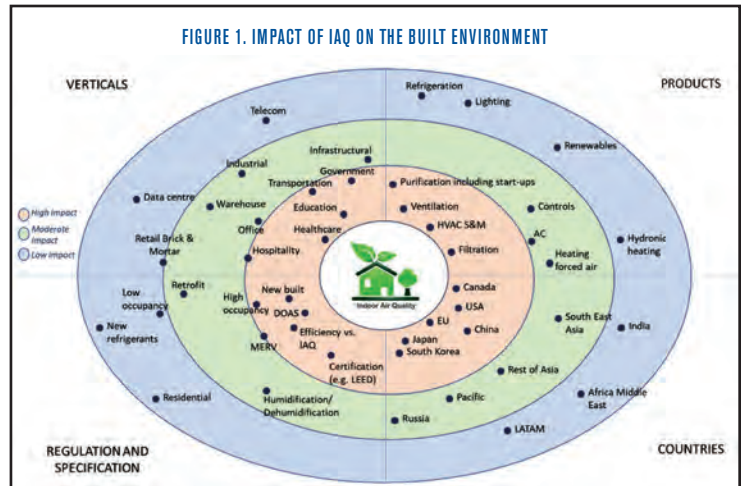 FIGURE 1. IMPACT OF IAQ ON THE BUILT ENVIRONMENT
VERTICALS
PRODUCTS
Refrigeration
Lighting
Telecom
Renewables
Infrastructural
Industrial
Government
Transportation
Purification including start-ups
Data centre
Warehouse
Education
Ventilation
Controls
High Impact
Moderate
Impact
Low impact
Office
Healthcare
HVAC S&M
AC
Hydronic
heating
Retail Brick &
Mortar
Hospitality
Filtration
Heating
forced air
Indoor Air Quality
Retrofit
New built
Canada
Low
occupancy
High
occupancy
DOAS
USA
South East
Asia
New
refrigerants
Efficiency vs.
IAQ
EU
China
India
MERV
Japan
South Korea
Certification
(e.g. LEED)
Rest of Asia
Residential
Humidification/
Dehumidification
Pacific
Africa Middle
East
Russia
LATAM
REGULATION AND
SPECIFICATION
COUNTRIES